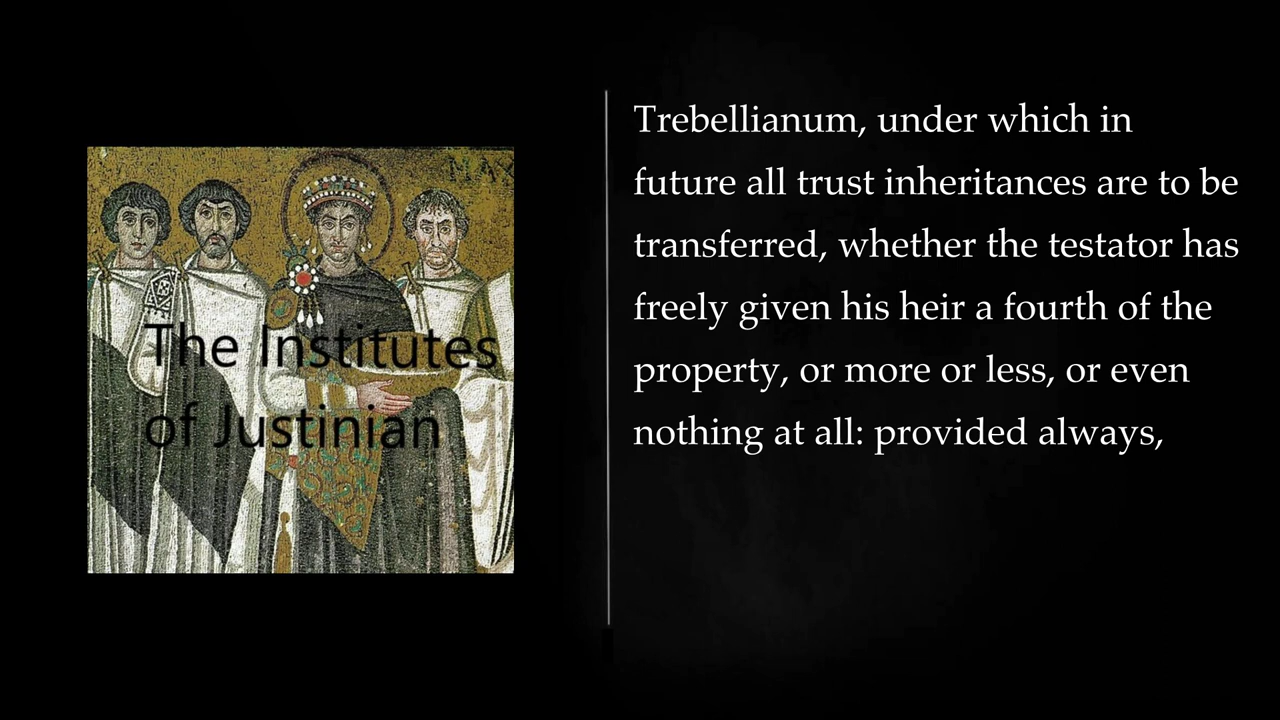 The Institutes
of Justinian
Trebellianum, under which in
future all trust inheritances are to be
transferred, whether the testator has
freely given his heir a fourth of the
property, or more or less, or even
nothing at all: provided always,